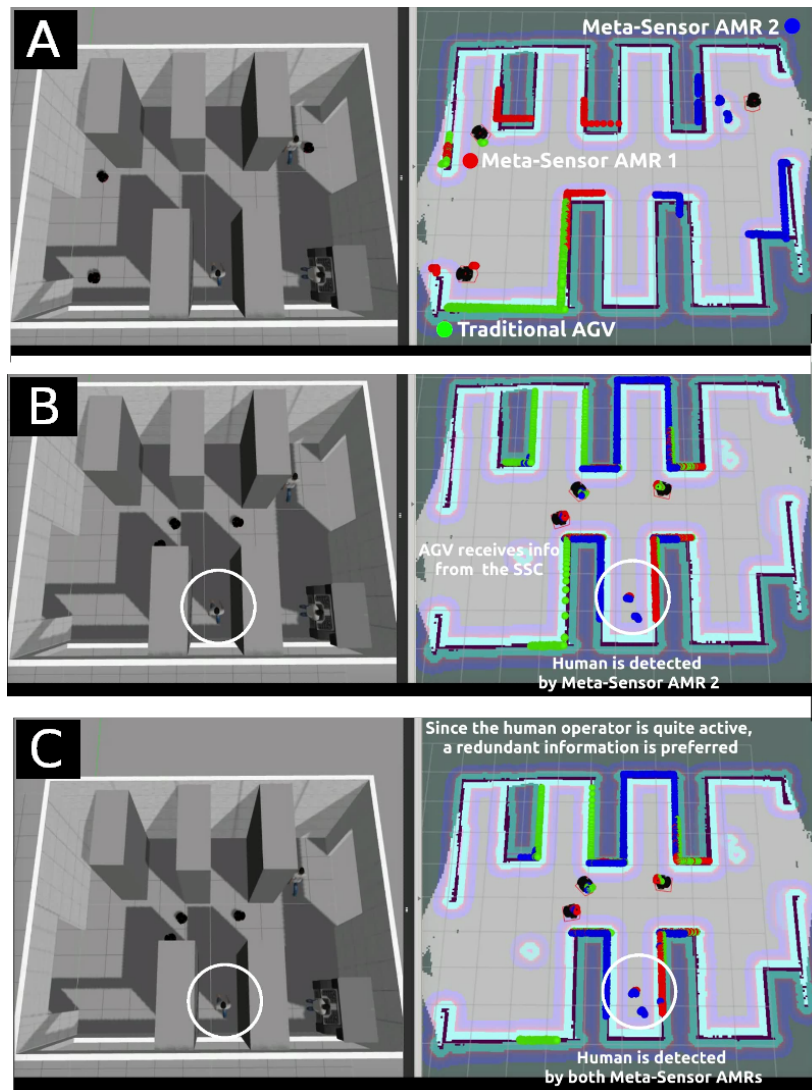 A
Meta-Sensor AMR 2
Meta-Sensor AMR 1
Traditional AGV
B
AGV receives info
from the SSC
Human is detected
by Meta-Sensor AMR 2
C
Since the human operator is quite active,
a redundant information is preferred
Human is detected
by both Meta-Sensor AMRs